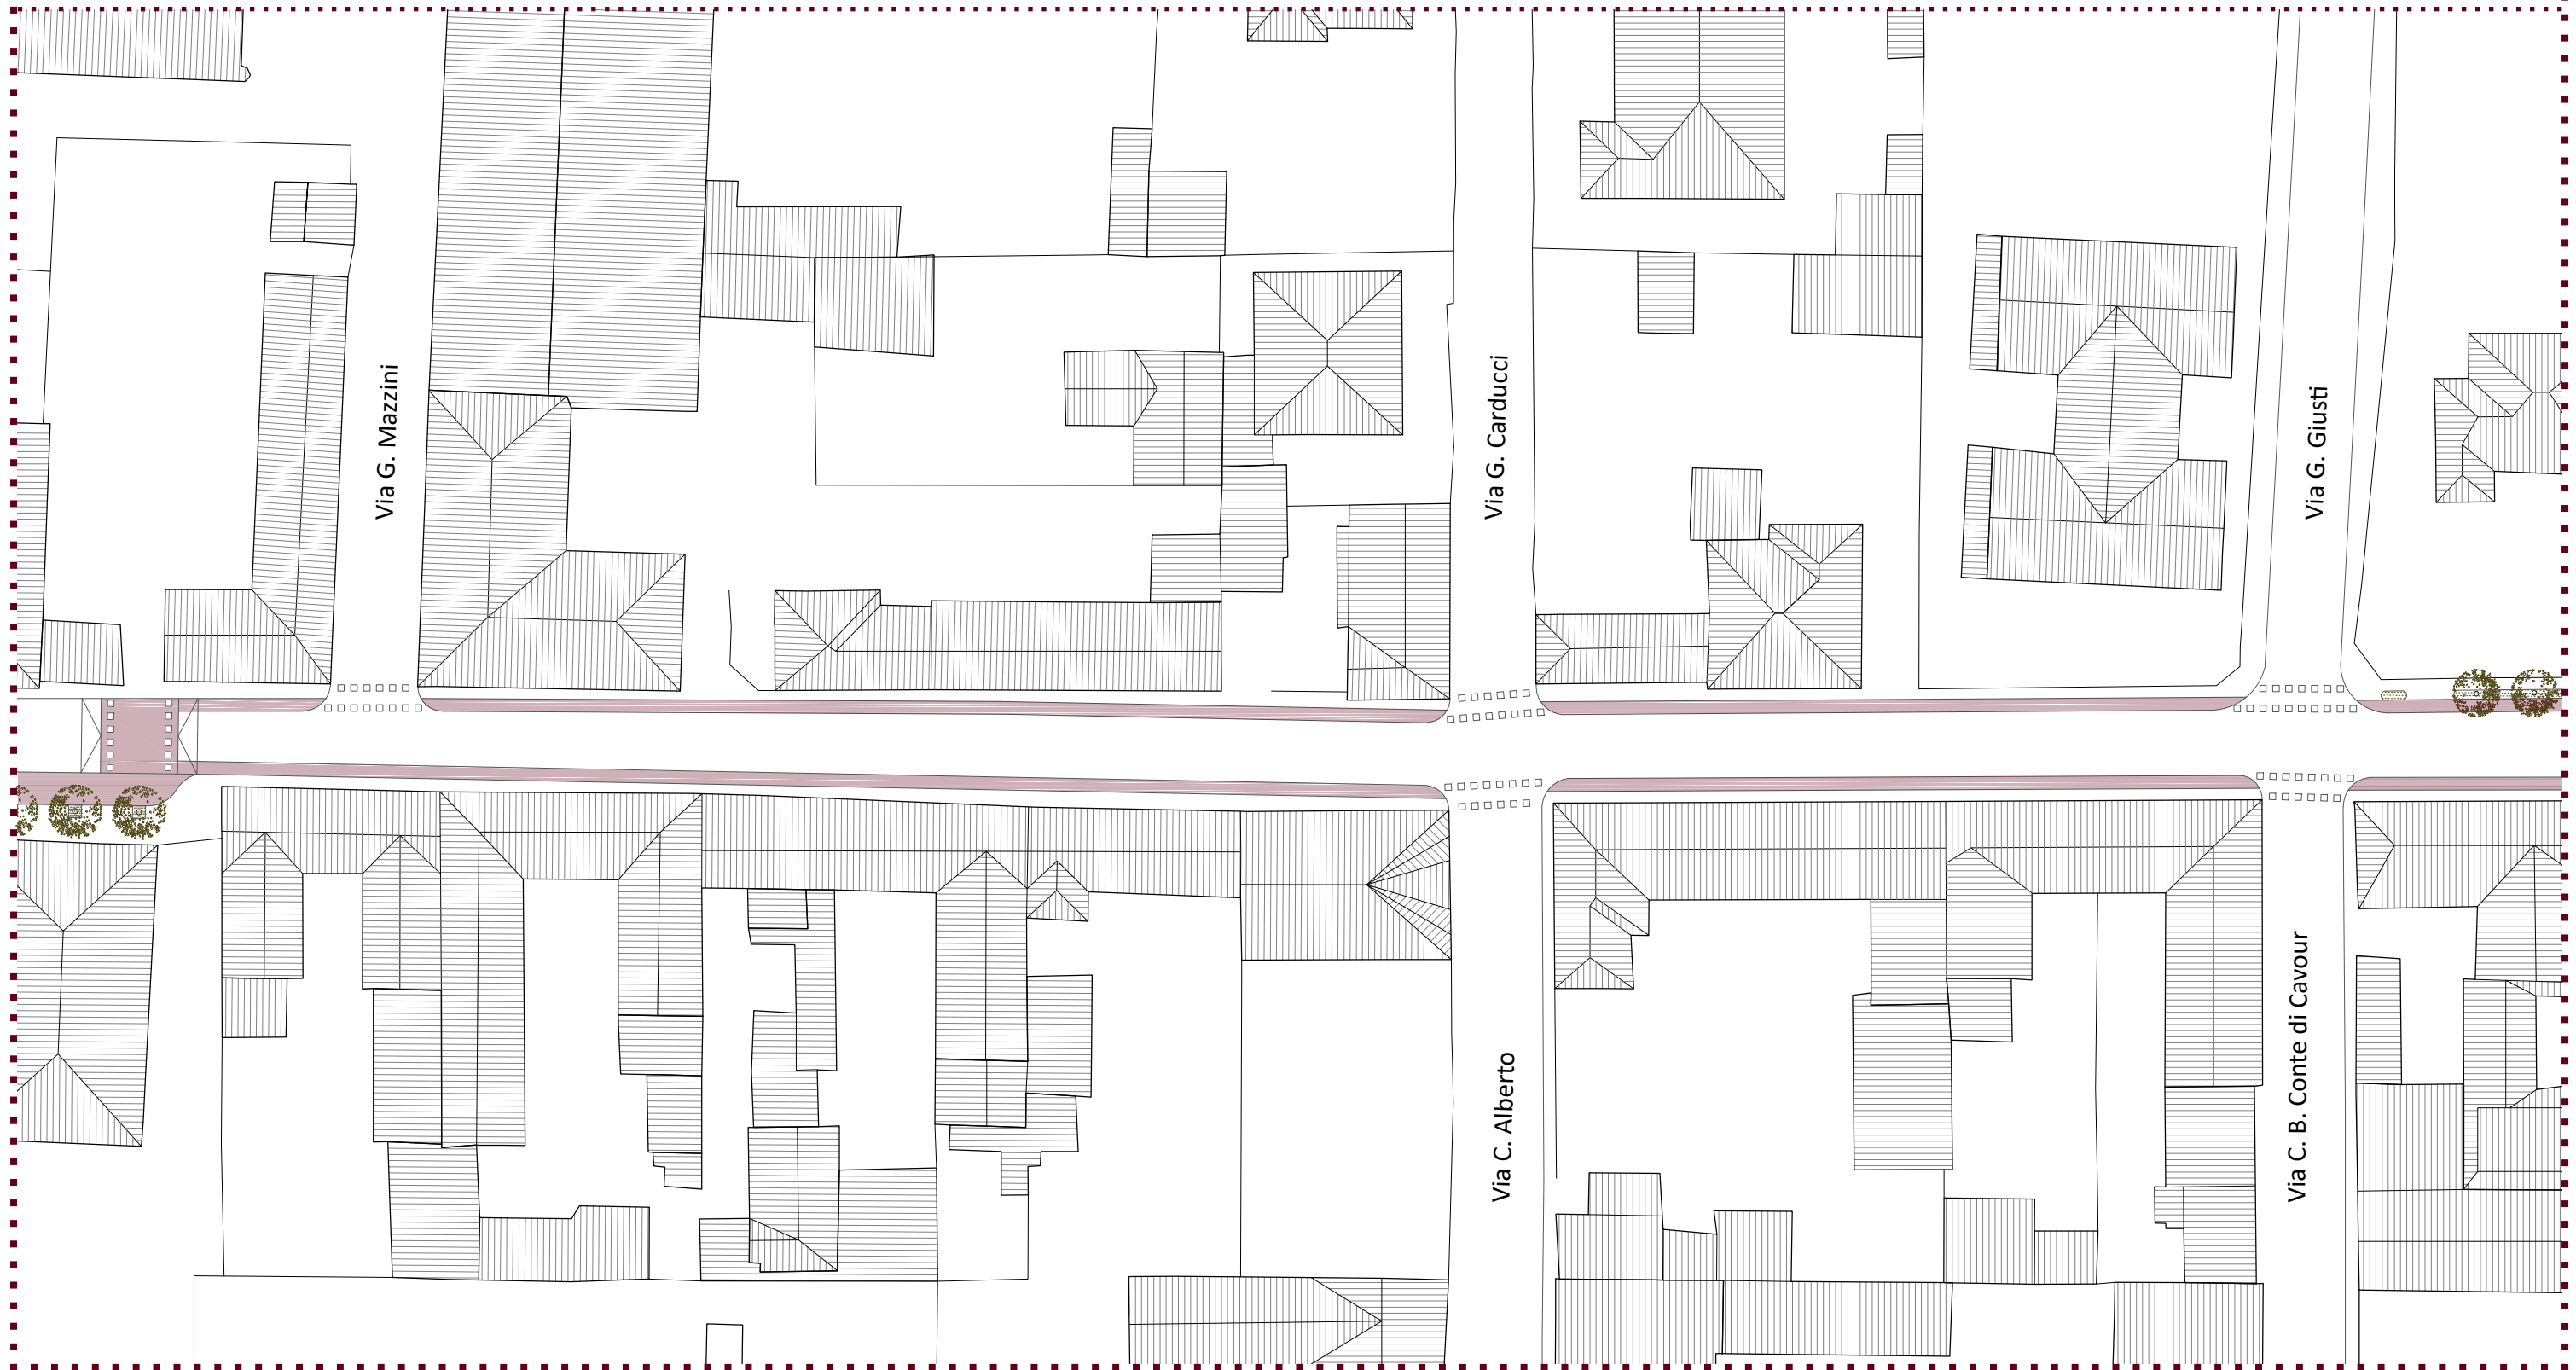 Via G. Mazzini
Via G. Carducci
Via G. Giusti
Via C. Alberto
Via C. B. Conte di Cavour